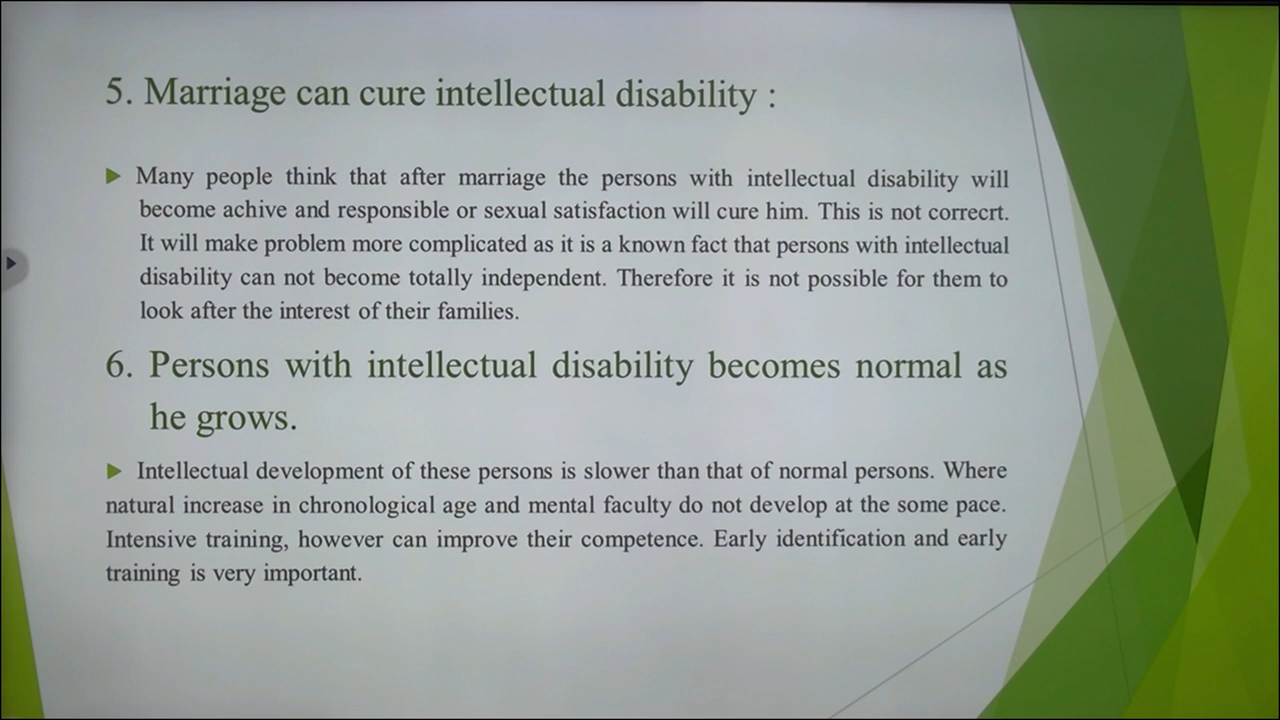 5. Marriage can cure intellectual disability :
Many people think that after marriage the persons with intellectual disability will
become achive and responsible or sexual satisfaction will cure him. This is not correcrt.
It will make problem more complicated as it is a known fact that persons with intellectual
disability can not become totally independent. Therefore it is not possible for them to
look after the interest of their families.
6. Persons with intellectual disability becomes normal as
he grows.
Intellectual development of these persons is slower than that of normal persons. Where
natural increase in chronological age and mental faculty do not develop at the some pace.
Intensive training, however can improve their competence. Early identification and early
training is very important.